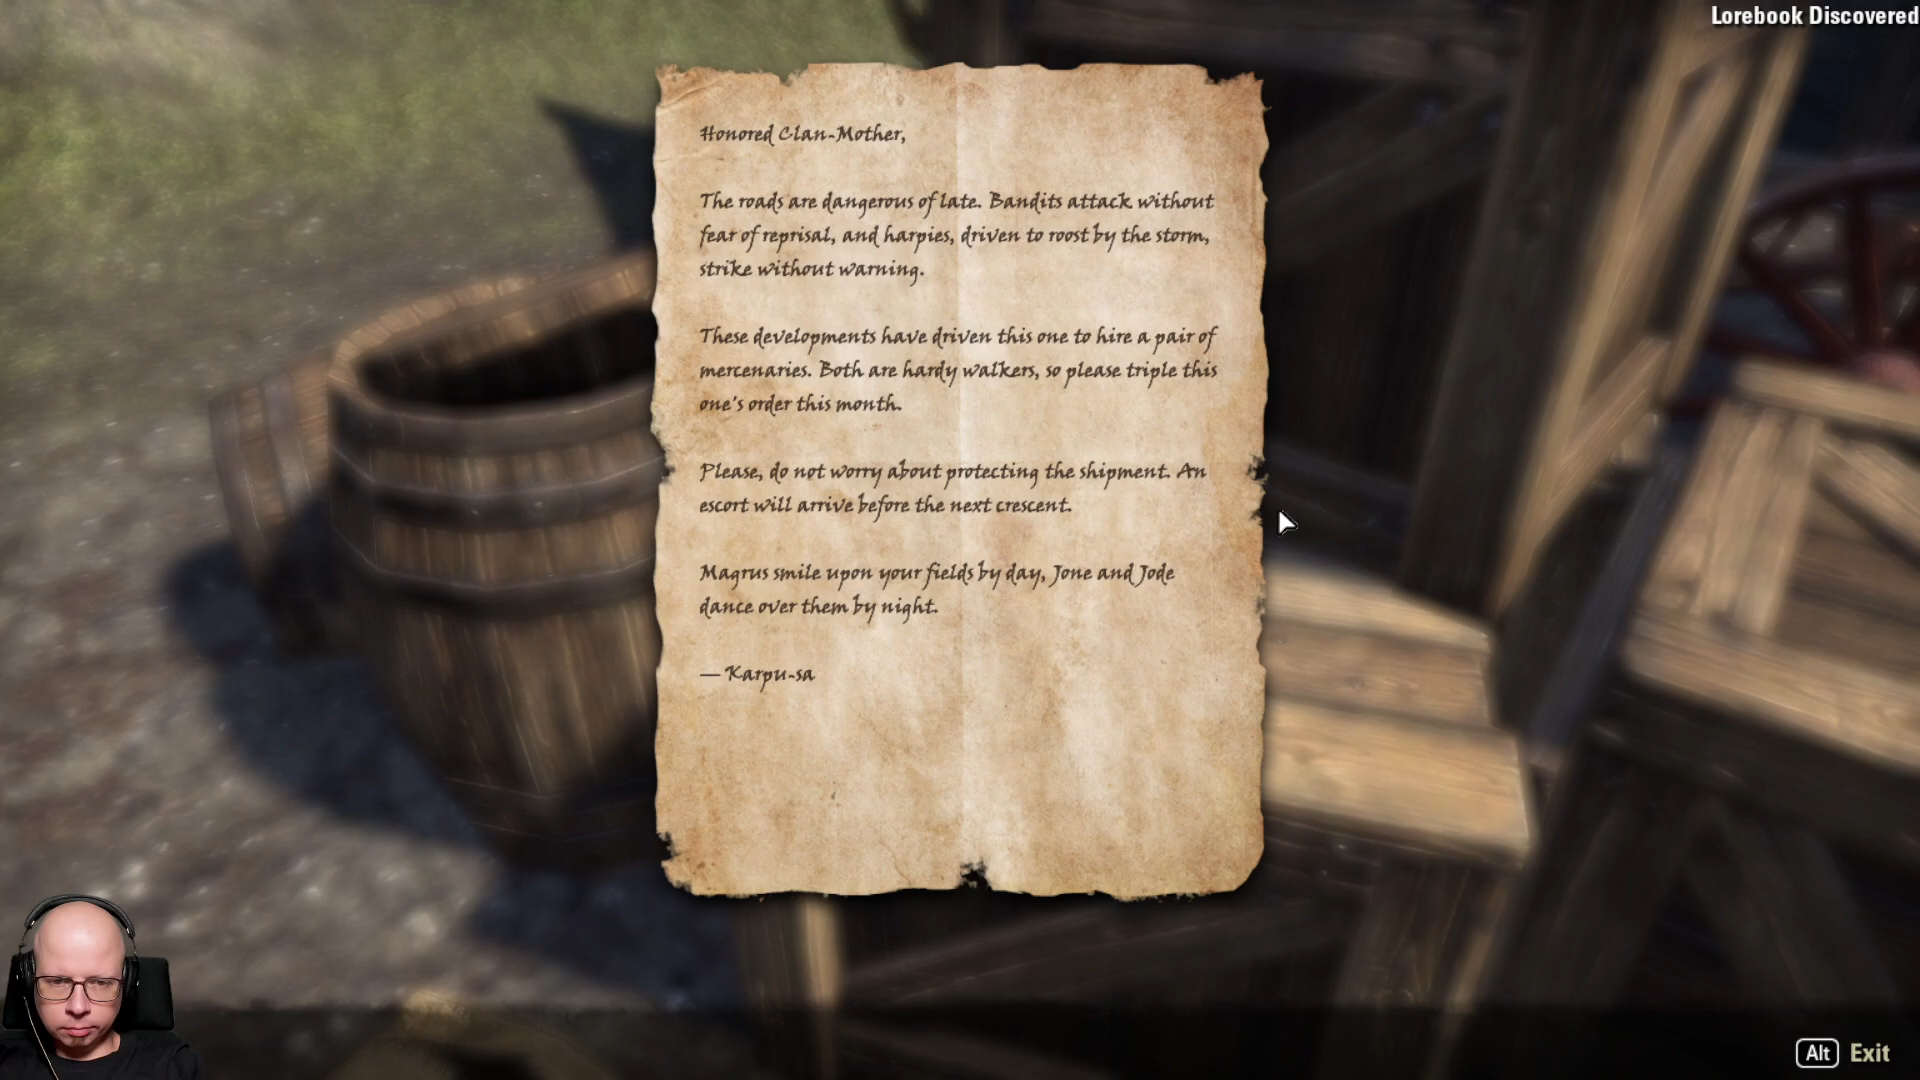 Lorebook Discovered
Honored Clan-Mother,
The roads are dangerous of late. Bandits attack without
fear of reprisal, and harpies, driven to roost by the storm,
strike without warning.
These developments have driven this one to hire a pair of
mercenaries. Both are hardy walkers, so please triple this
one's order this month.
Please, do not worry about protecting the shipment. An
escort will arrive before the next crescent.
Magrus smile upon your fields by day, Jone and Jode
dance over them by night.
— Karpu-sa
Alt Exit